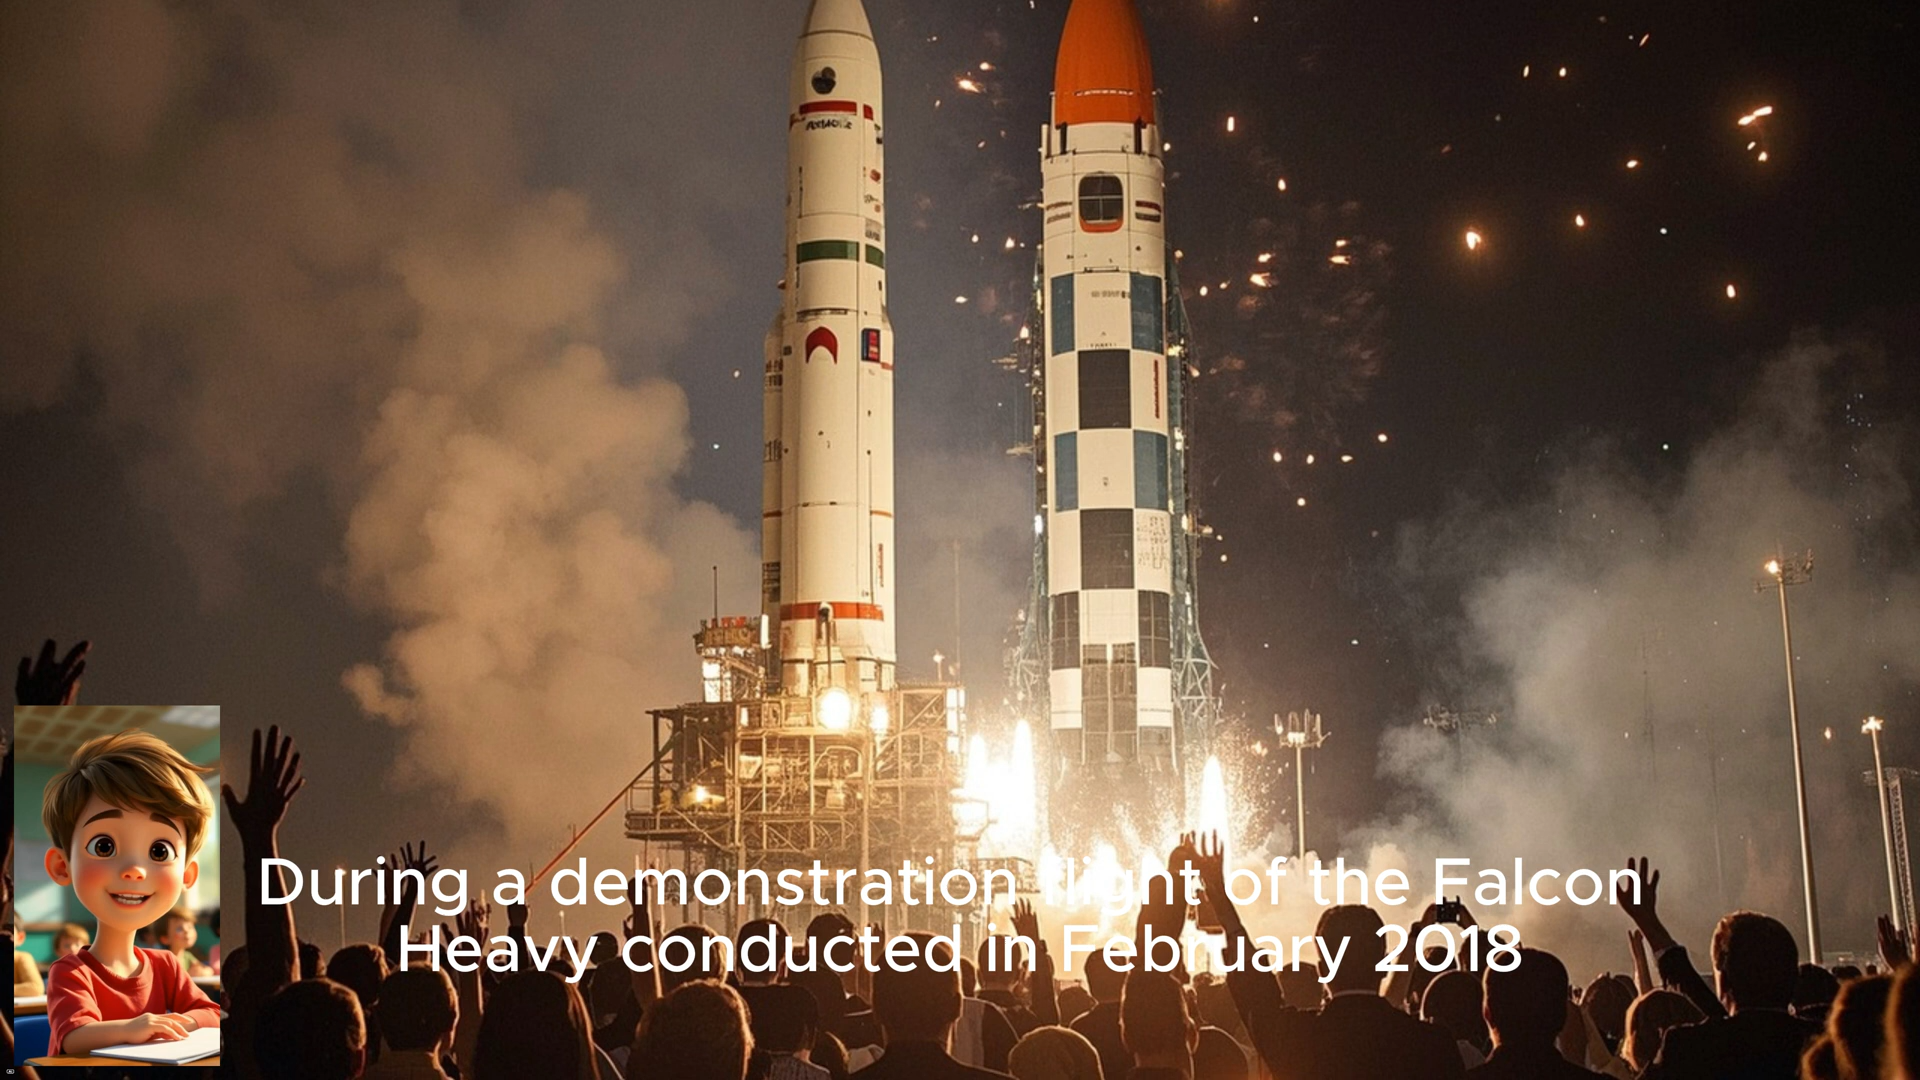 During a demonstration flight of the Falcon
Heavy conducted in February 2018